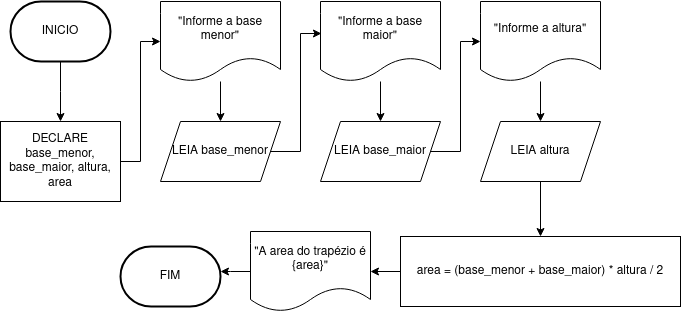 INICIO
DECLARE
base_menor,
base_maior, altura,
area
"Informe a base
menor"
LEIA base_menor
"Informe a base
maior"
LEIA base_maior
"Informe a altura"
LEIA altura
area = (base_menor + base_maior) * altura / 2
"A area do trapézio é
{area}"
FIM